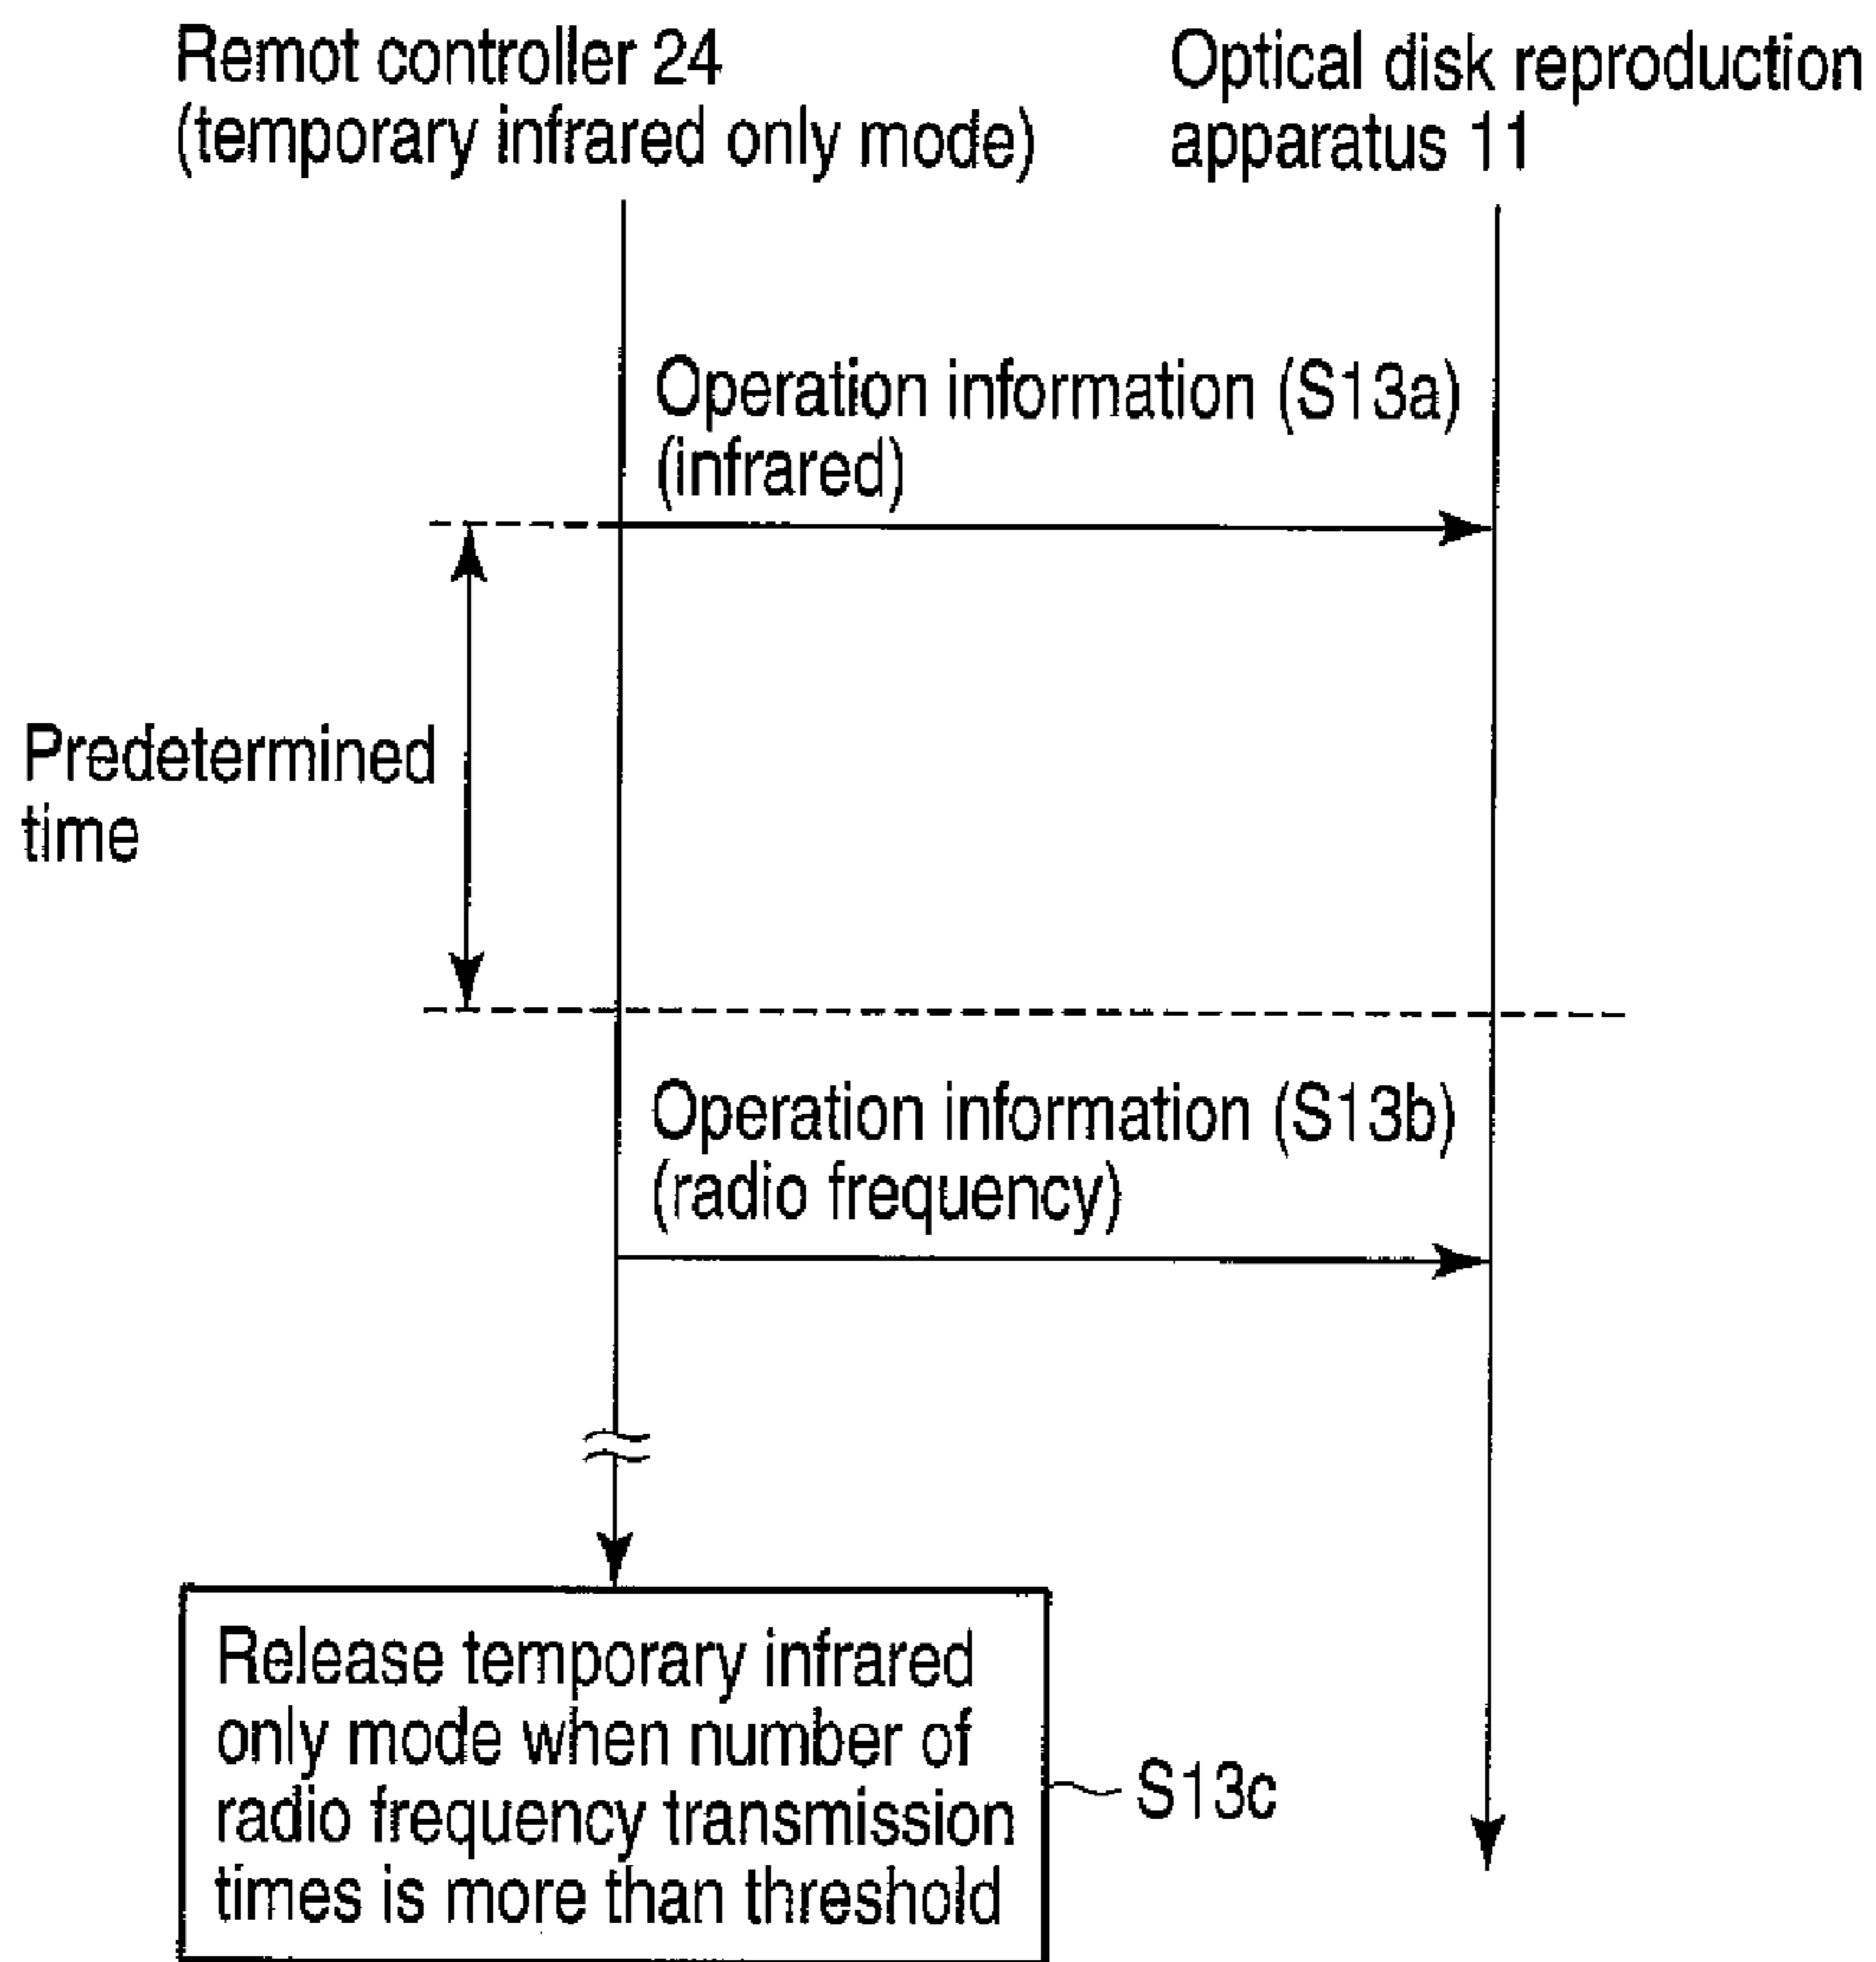 Remot controller 24
(temporary infrared only mode)
Optical disk reproduction
apparatus 11
Operation information (S13a)
(infrared)
Predetermined
time
Operation information (S13b)
(radio frequency)
Release temporary infrared
only mode when number of
radio frequency transmission
times is more than threshold
S13c